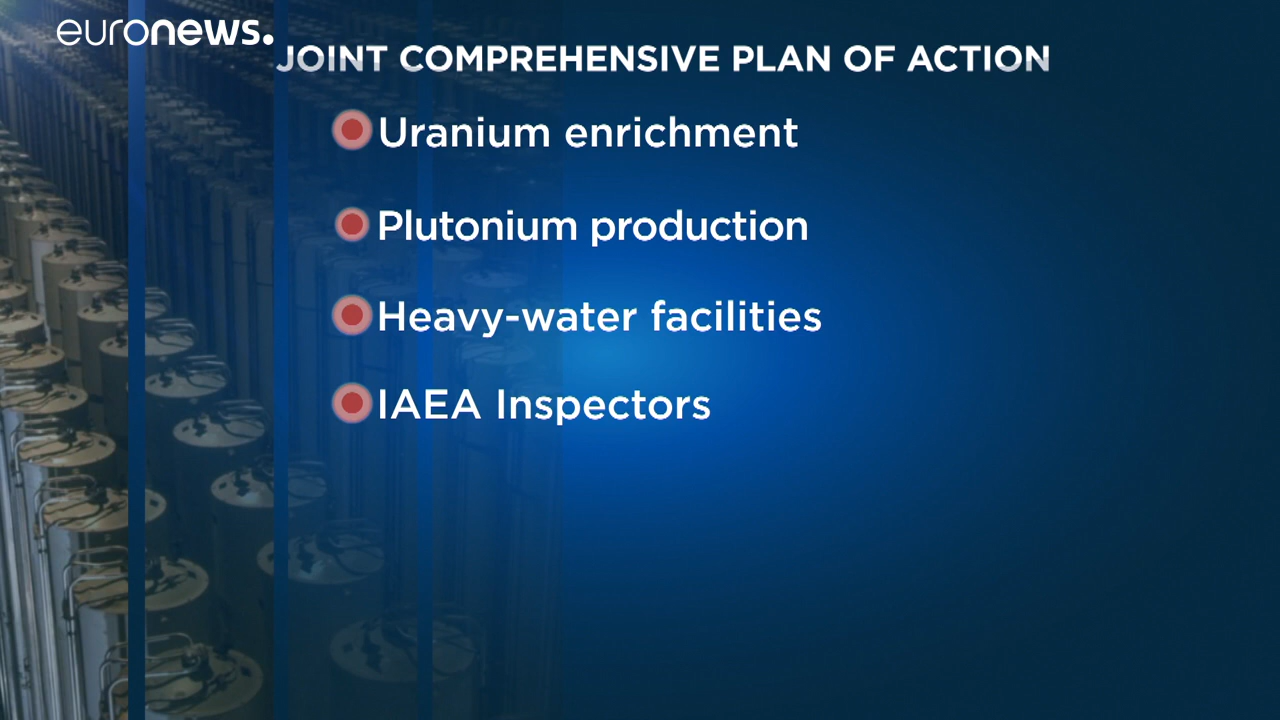 euronews.
JOINT COMPREHENSIVE PLAN OF ACTION
Uranium enrichment
Plutonium production
Heavy-water facilities
IAEA Inspectors